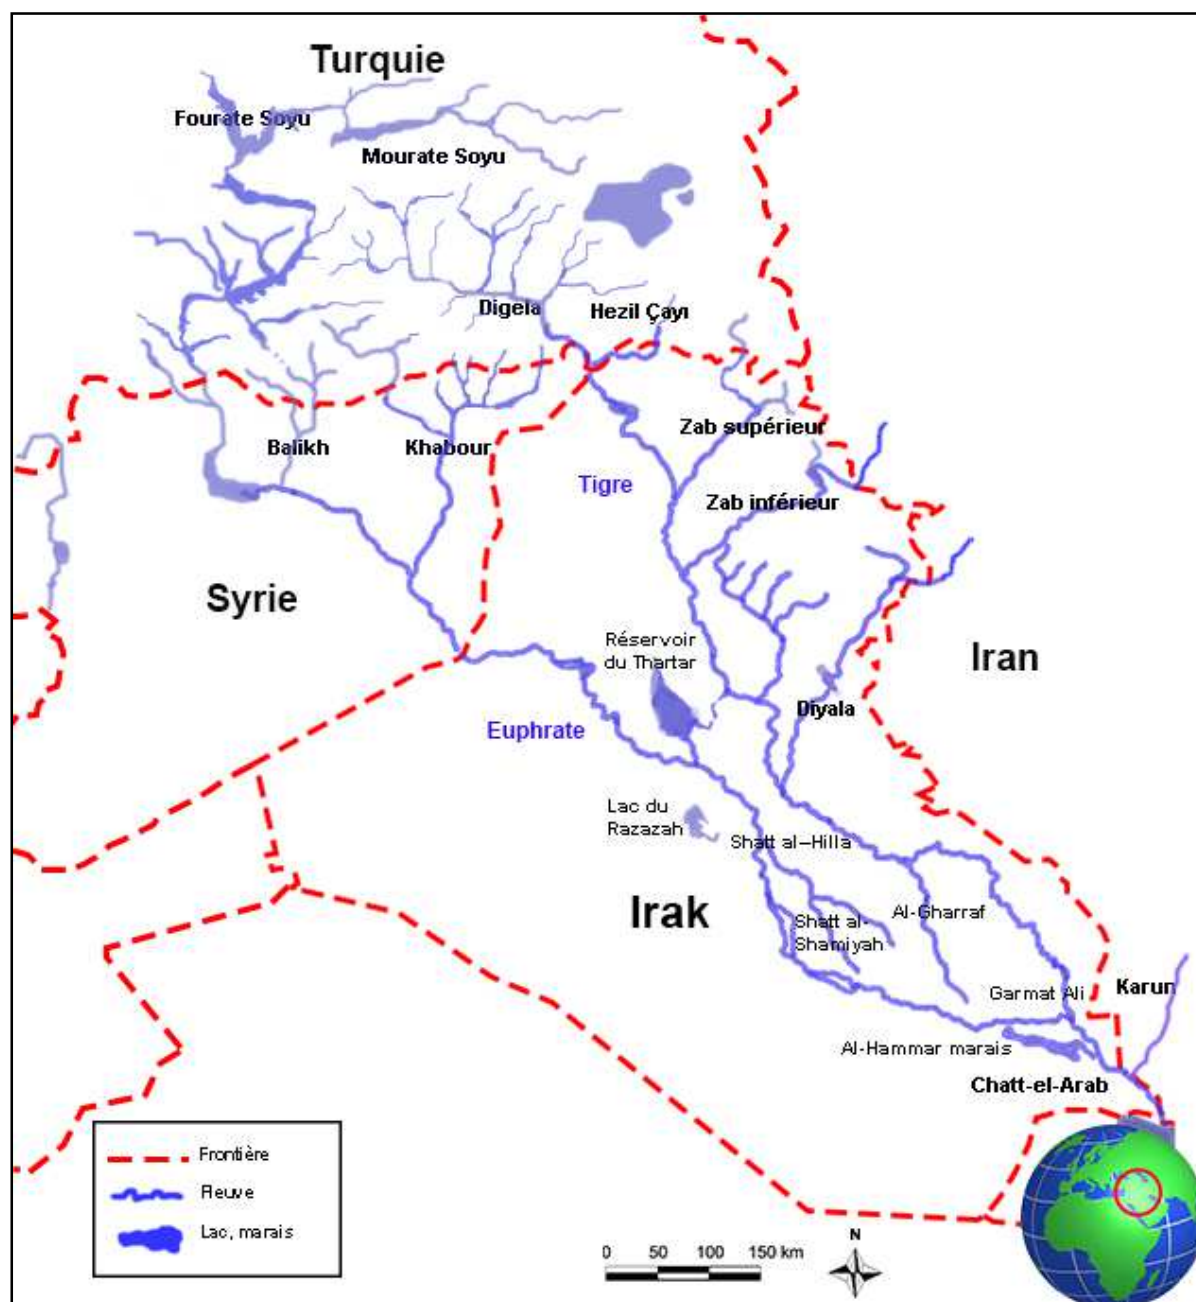 Turquie
Fourate Soyu
Mourate Soyu
Digela
Hezil Çayı
Zab supérieur
Balikh
Khabour
Tigre
Zab inférieur
Syrie
Réservoir
du Thartar
Iran
Diyala
Euphrate
Lac du
Razazah
Shatt al-Hilla
Irak
Al-Gharraf
Shatt al-
Shamiyah
Garmat Ali
Karun
Al-Hammar marais
Chatt-el-Arab
Frontière
Fleuve
Lac, marais
N
0 50 100 150 km